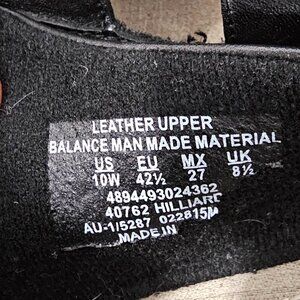 LEATHER UPPER
BALANCE MAN MADE MATERIAL
US EU MX UK
10W 42½ 27 8½
4894493024362
40762 HILLIARD
AU-1/5287 022815M
MADE IN